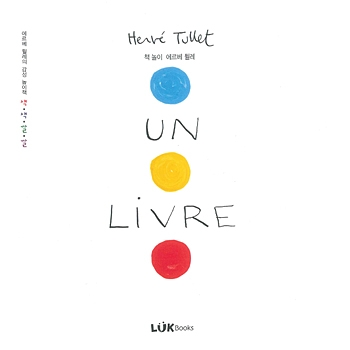 Hervé Tullet
책 놀이 에르베 튈레
UN
LiVRE
LÜK Books
에르베 튈레의 감성 놀이책